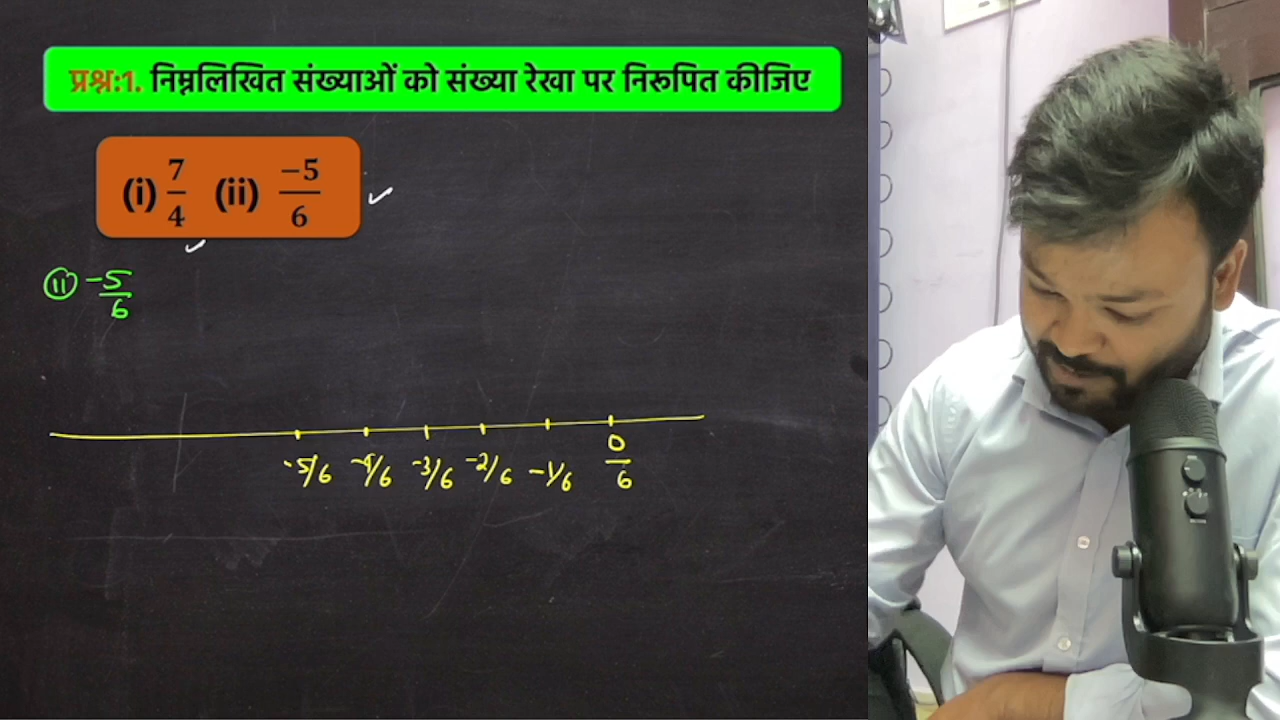 प्रश्न:1. निम्नलिखित संख्याओं को संख्या रेखा पर निरूपित कीजिए
(i) 7/4 (ii) −5/6
(ii) -5/6
-5/6 -4/6 -3/6 -2/6 -1/6 0/6